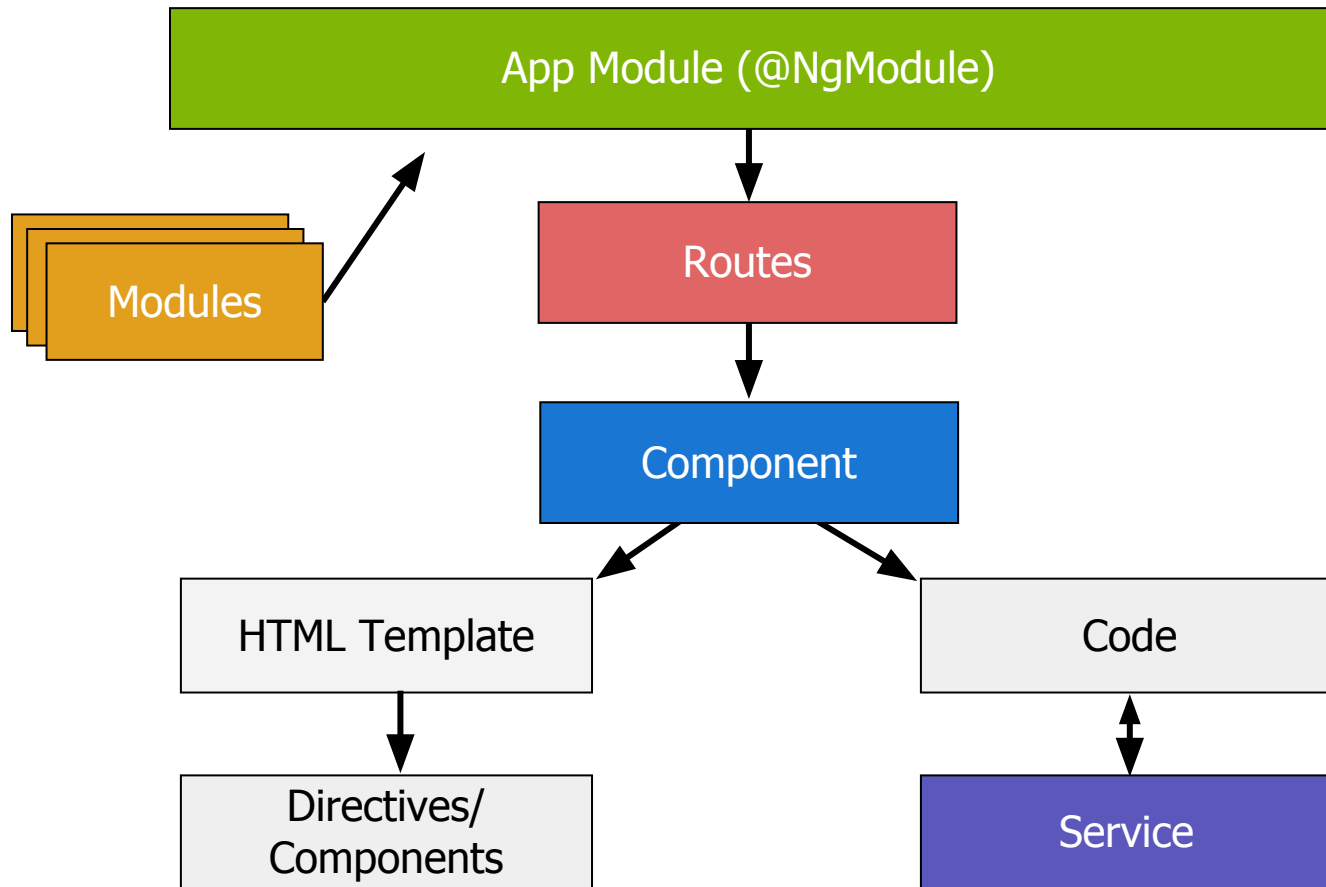 App Module (@NgModule)
Routes
Modules
Component
HTML Template
Code
Directives/
Components
Service